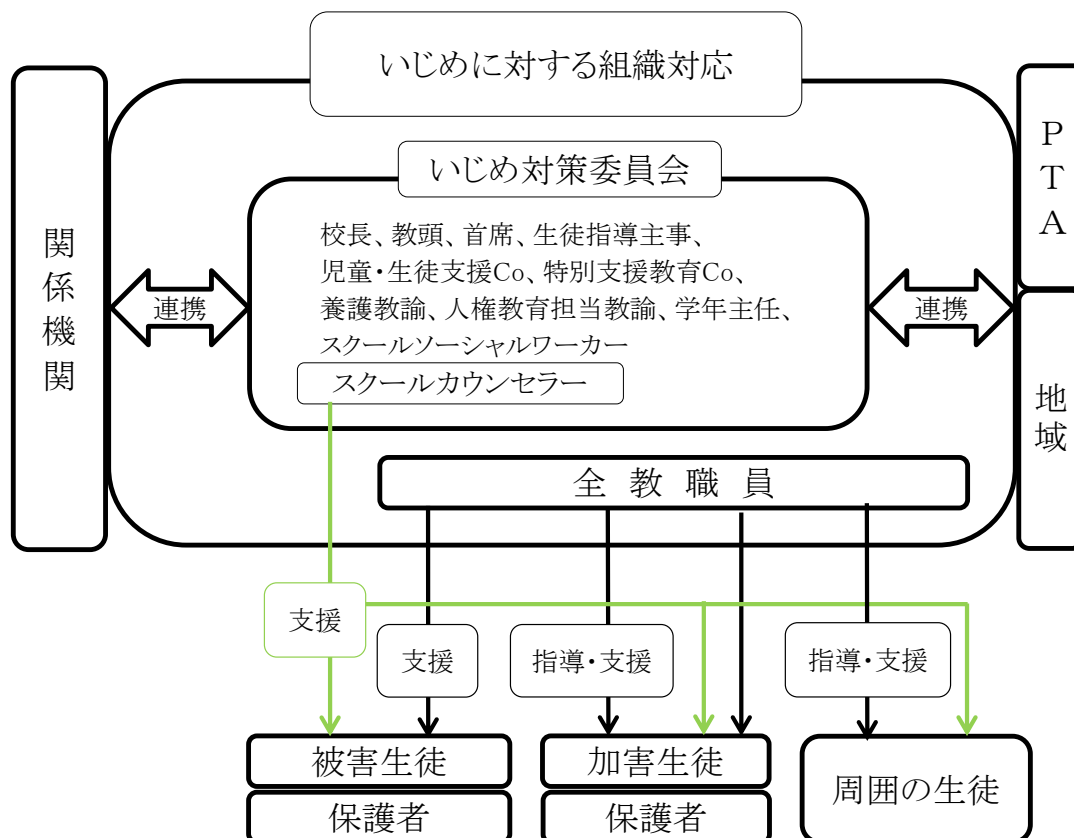 いじめに対する組織対応
PTA
いじめ対策委員会
関係機関
校長、教頭、首席、生徒指導主事、
児童・生徒支援Co、特別支援教育Co、
養護教諭、人権教育担当教諭、学年主任、
スクールソーシャルワーカー
スクールカウンセラー
連携
連携
地域
全教職員
支援
支援
指導・支援
指導・支援
被害生徒
加害生徒
周囲の生徒
保護者
保護者